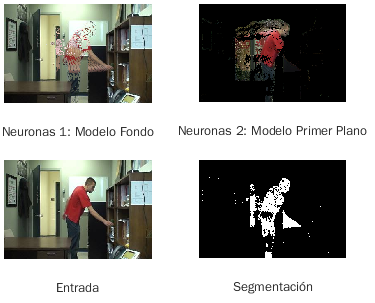 Neuronas 1: Modelo Fondo
Neuronas 2: Modelo Primer Plano
Entrada
Segmentación